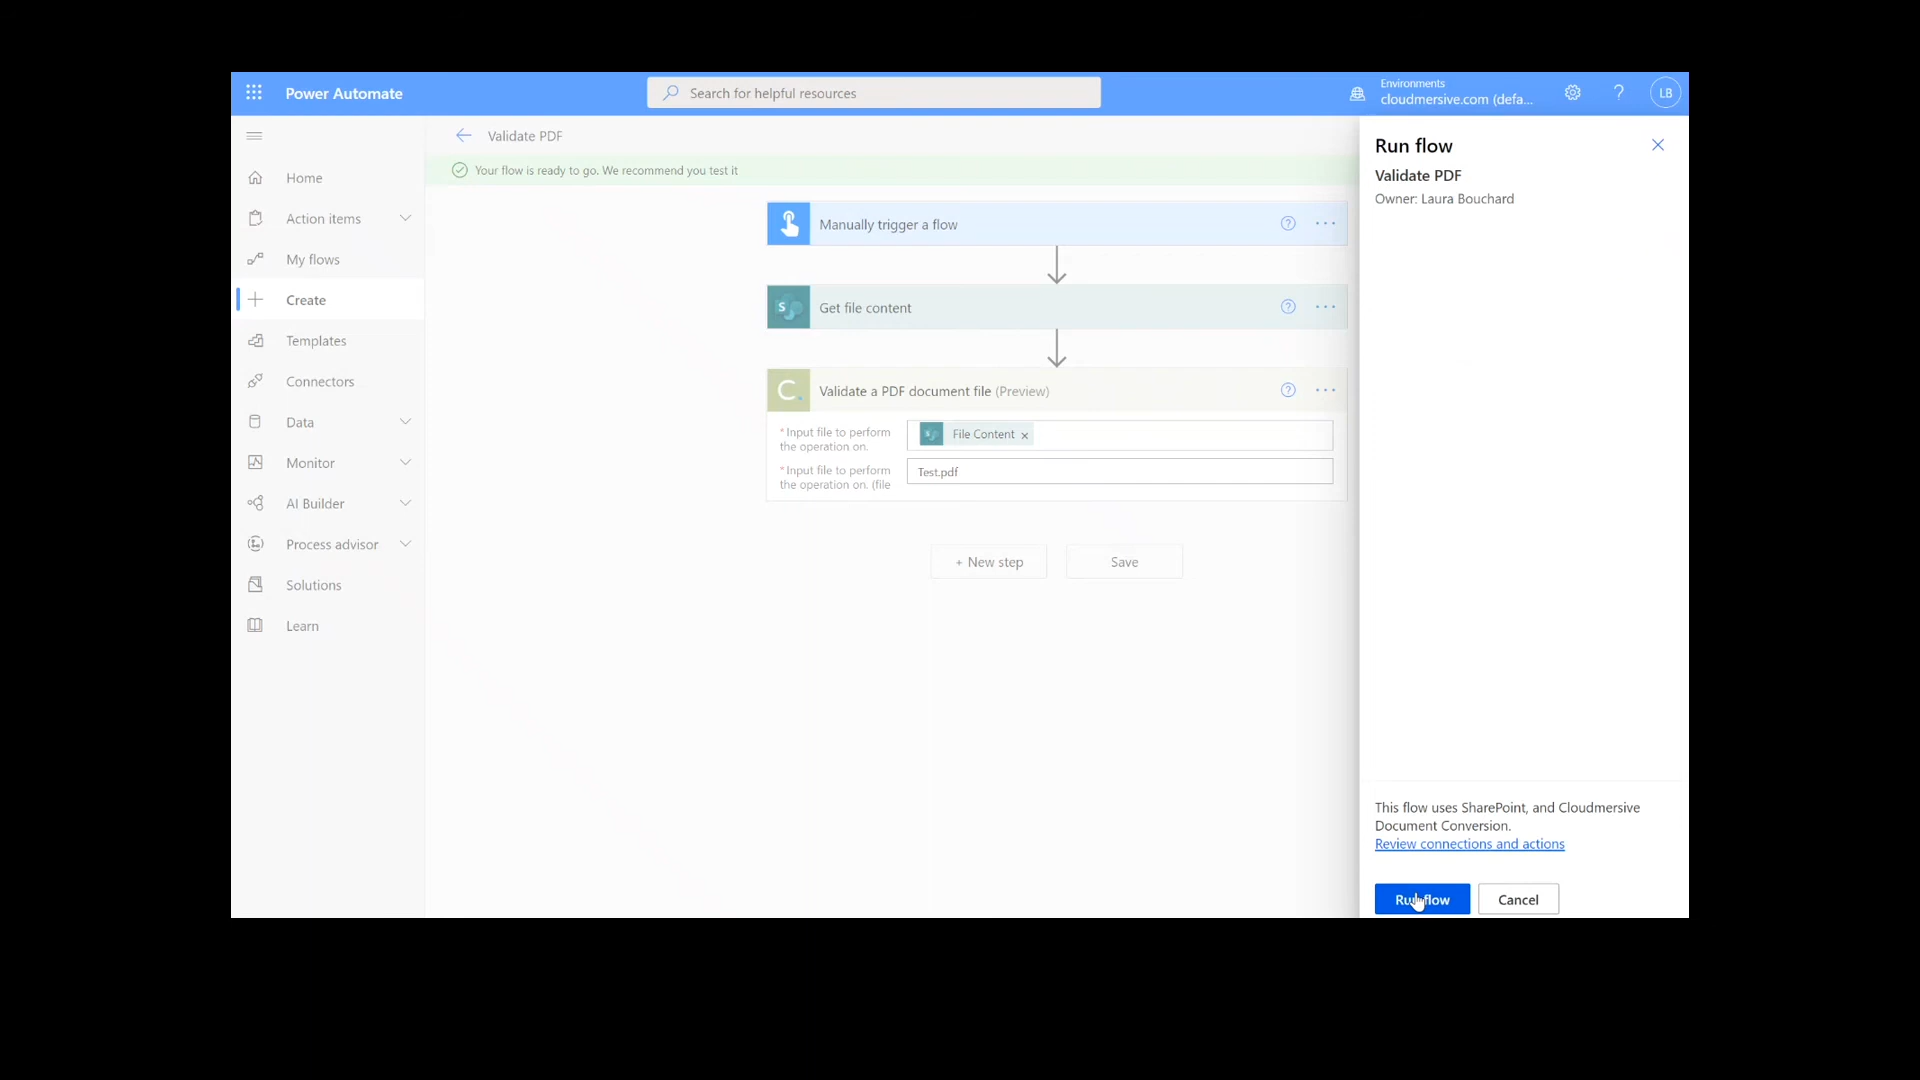 Power Automate
Search for helpful resources
Environments
cloudmersive.com (defa...
?
LB
Validate PDF
Your flow is ready to go. We recommend you test it
Home
Action items
My flows
Create
Templates
Connectors
Data
Monitor
AI Builder
Process advisor
Solutions
Learn
Manually trigger a flow
?
...
S
Get file content
?
...
C.
Validate a PDF document file (Preview)
?
...
*Input file to perform
the operation on.
S
File Content ×
*Input file to perform
the operation on. (file
Test.pdf
+ New step
Save
Run flow
Validate PDF
Owner: Laura Bouchard
This flow uses SharePoint, and Cloudmersive
Document Conversion.
Review connections and actions
Run flow
Cancel